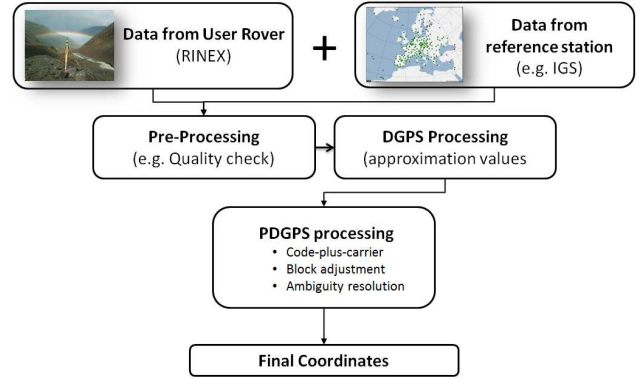 Data from User Rover
(RINEX)
+
Data from
reference station
(e.g. IGS)
Pre-Processing
(e.g. Quality check)
DGPS Processing
(approximation values
PDGPS processing
• Code-plus-carrier
• Block adjustment
• Ambiguity resolution
Final Coordinates